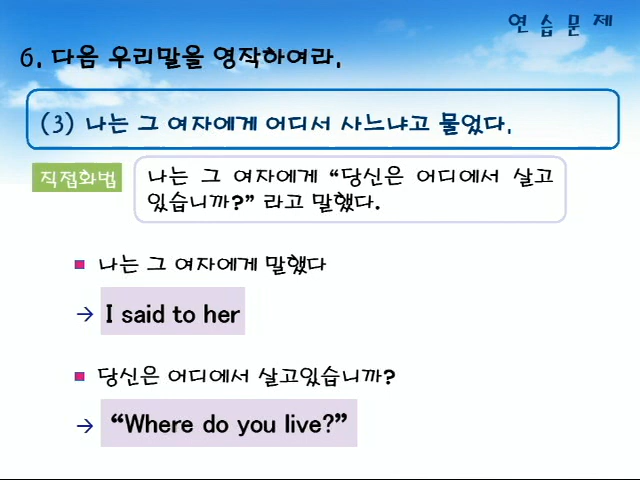 연 습 문 제
6. 다음 우리말을 영작하여라.
(3) 나는 그 여자에게 어디서 사느냐고 물었다.
직접화법
나는 그 여자에게 “당신은 어디에서 살고
있습니까?” 라고 말했다.
나는 그 여자에게 말했다
→ I said to her
당신은 어디에서 살고있습니까?
→ “Where do you live?”